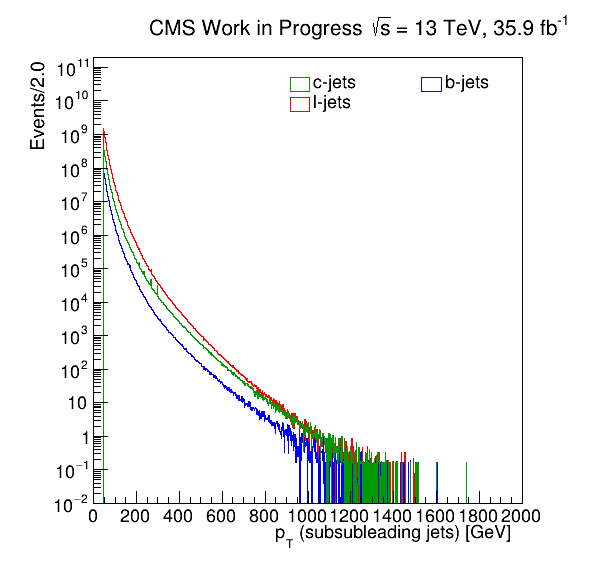 CMS Work in Progress √s = 13 TeV, 35.9 fb⁻¹
Events/2.0
c-jets
b-jets
l-jets
10¹¹
10¹⁰
10⁹
10⁸
10⁷
10⁶
10⁵
10⁴
10³
10²
10
1
10⁻¹
10⁻²
0 200 400 600 800 1000 1200 1400 1600 1800 2000
p_T (subsubleading jets) [GeV]